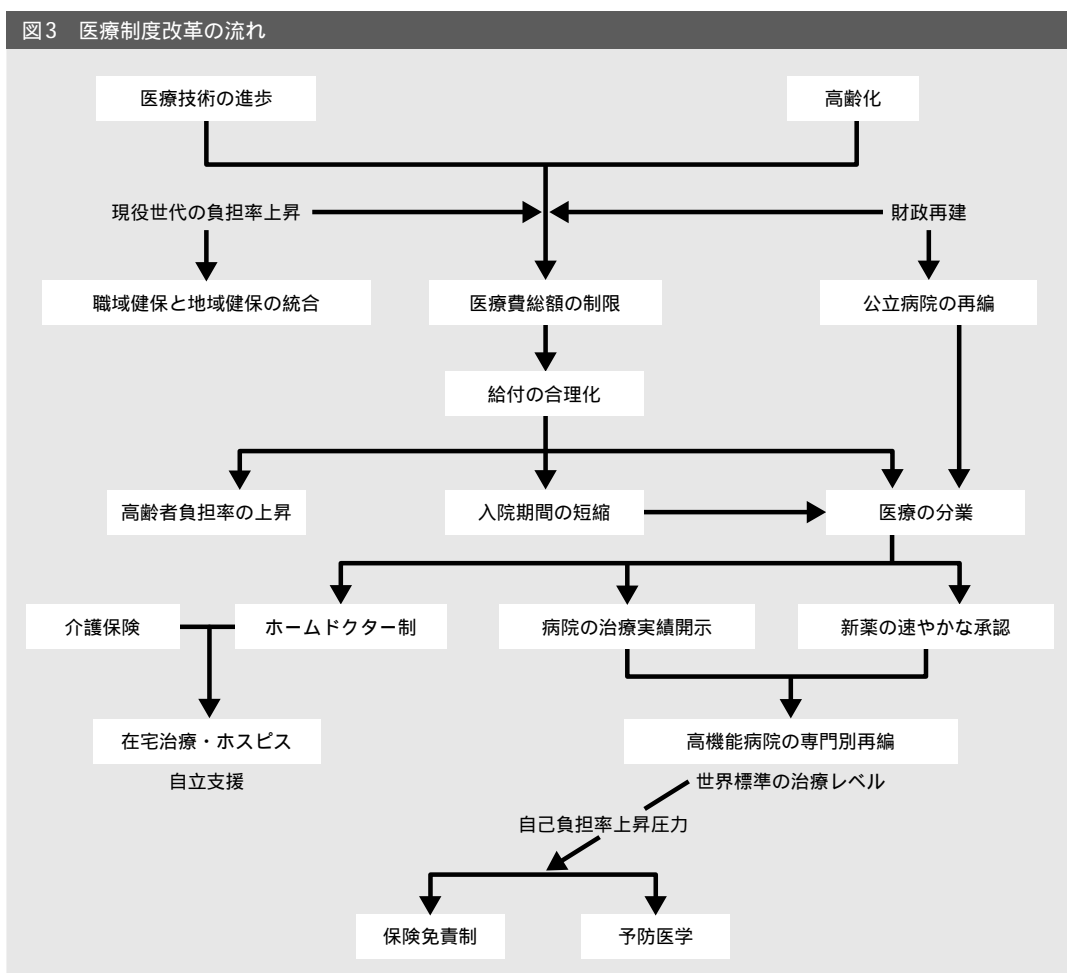 図3 医療制度改革の流れ
医療技術の進歩
高齢化
現役世代の負担率上昇
財政再建
職域健保と地域健保の統合
医療費総額の制限
公立病院の再編
給付の合理化
高齢者負担率の上昇
入院期間の短縮
医療の分業
介護保険
ホームドクター制
病院の治療実績開示
新薬の速やかな承認
在宅治療・ホスピス
高機能病院の専門別再編
自立支援
世界標準の治療レベル
自己負担率上昇圧力
保険免責制
予防医学